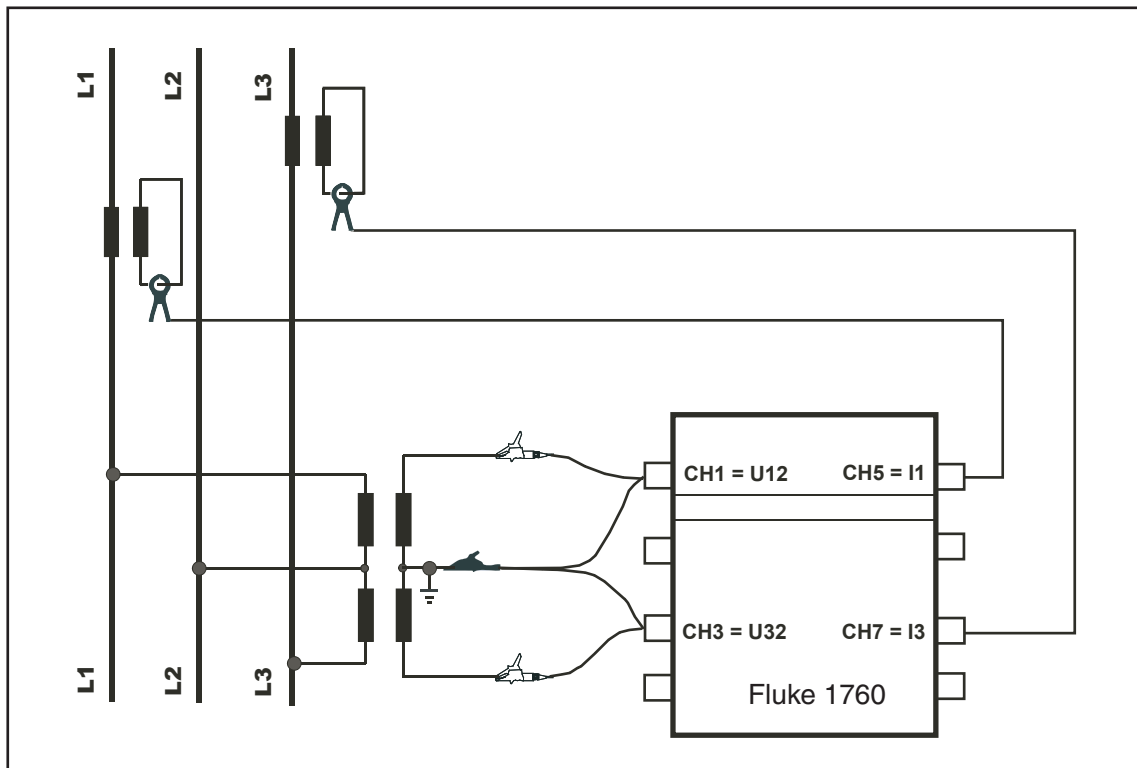 L1
L2
L3
CH1 = U12
CH5 = I1
CH3 = U32
CH7 = I3
L1
L2
L3
Fluke 1760